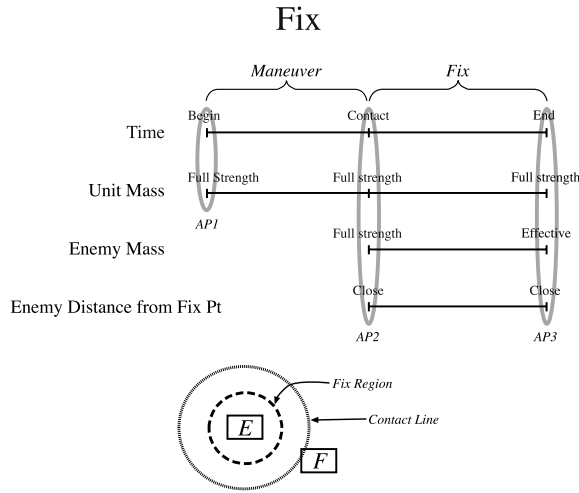 Fix
Maneuver Fix
Begin Contact End
Time
Full Strength Full strength Full strength
Unit Mass
AP1
Full strength Effective
Enemy Mass
Close Close
Enemy Distance from Fix Pt
AP2 AP3
Fix Region
Contact Line
E
F